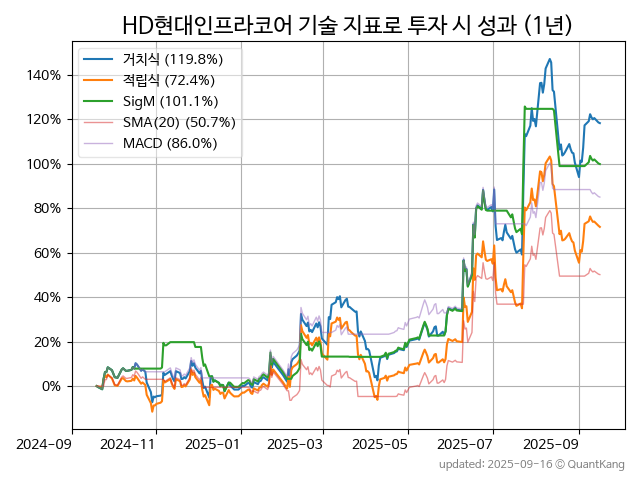 HD현대인프라코어 기술 지표로 투자 시 성과 (1년)
거치식 (119.8%)
적립식 (72.4%)
SigM (101.1%)
SMA(20) (50.7%)
MACD (86.0%)
140%
120%
100%
80%
60%
40%
20%
0%
2024-09 2024-11 2025-01 2025-03 2025-05 2025-07 2025-09
updated: 2025-09-16 © QuantKang